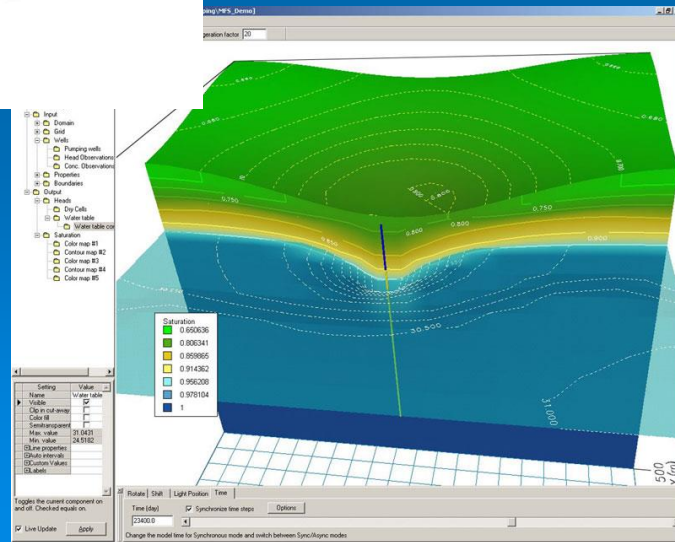 ping\MFS_Demo]
geration factor 20
Input
Domain
Grid
Wells
Pumping wells
Head Observations
Conc. Observations
Properties
Boundaries
Output
Heads
Dry Cells
Water table
Water table con
Saturation
Color map #1
Contour map #2
Color map #3
Contour map #4
Color map #5
0.750
0.800
0.800
0.750
0.700
0.900
30.500
31.000
Saturation
0.650636
0.806341
0.859865
0.914362
0.956208
0.978104
1
500
Setting Value
Name Water table
Visible
Clip in cut-away
Color fill
Semitransparent
Max. value 31.0431
Min. value 24.5182
Line properties
Auto intervals
Custom Values
Labels
Toggles the current component on
and off. Checked equals on.
Live Update Apply
Rotate Shift Light Position Time
Time (day) Synchronize time steps Options
23400.0
Change the model time for Synchronous mode and switch between Sync/Async modes